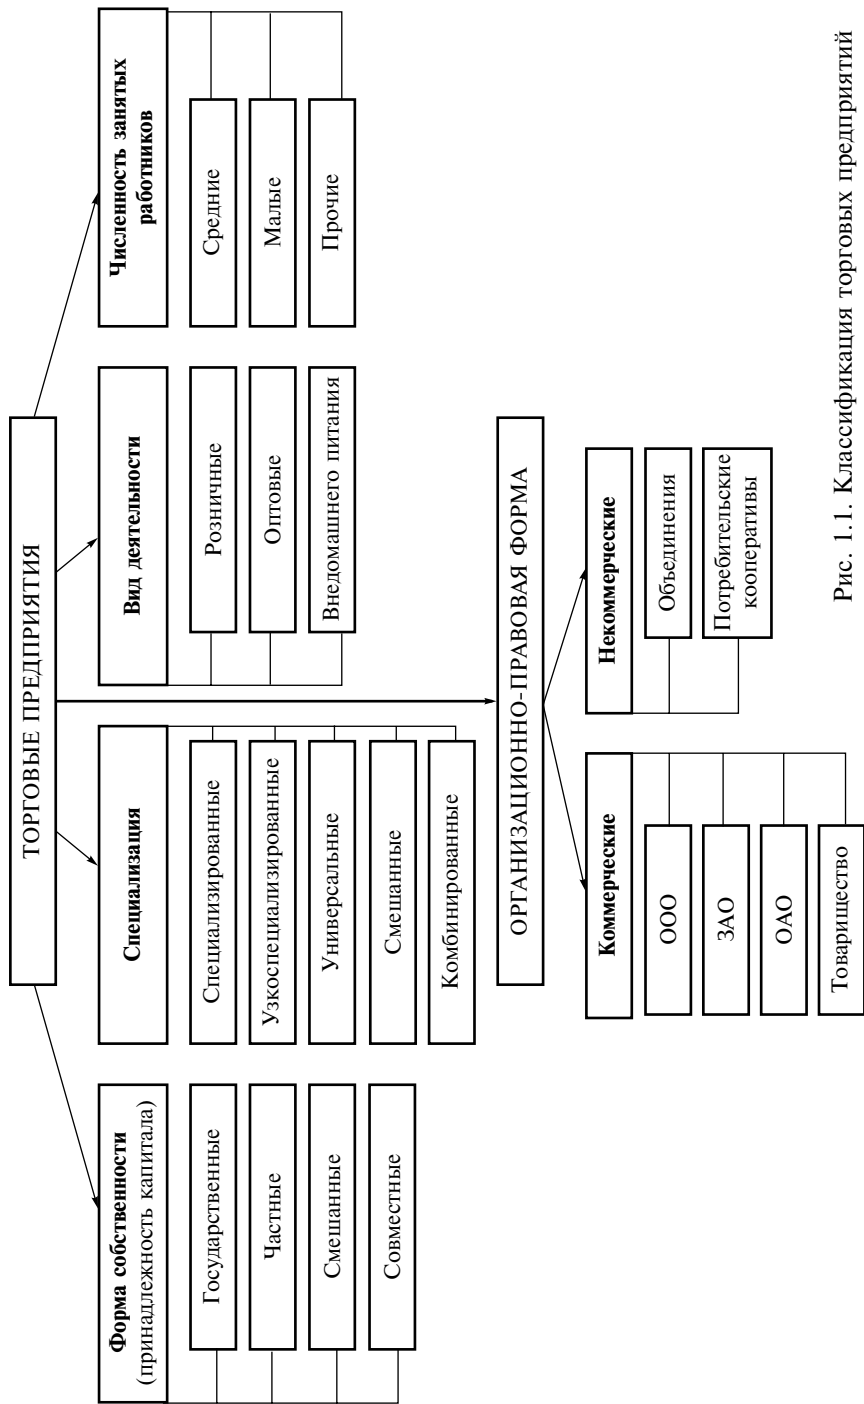 ТОРГОВЫЕ ПРЕДПРИЯТИЯ
Форма собственности
(принадлежность капитала)
Государственные
Частные
Смешанные
Совместные
Специализация
Специализированные
Узкоспециализированные
Универсальные
Смешанные
Комбинированные
Вид деятельности
Розничные
Оптовые
Внедомашнего питания
Численность занятых
работников
Средние
Малые
Прочие
ОРГАНИЗАЦИОННО-ПРАВОВАЯ ФОРМА
Коммерческие
ООО
ЗАО
ОАО
Товарищество
Некоммерческие
Объединения
Потребительские
кооперативы
Рис. 1.1. Классификация торговых предприятий